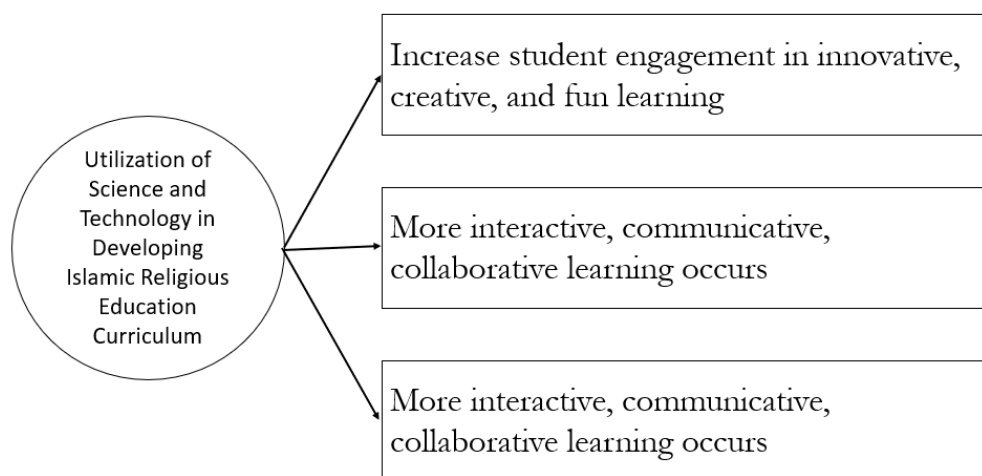 Utilization of
Science and
Technology in
Developing
Islamic Religious
Education
Curriculum
Increase student engagement in innovative,
creative, and fun learning
More interactive, communicative,
collaborative learning occurs
More interactive, communicative,
collaborative learning occurs